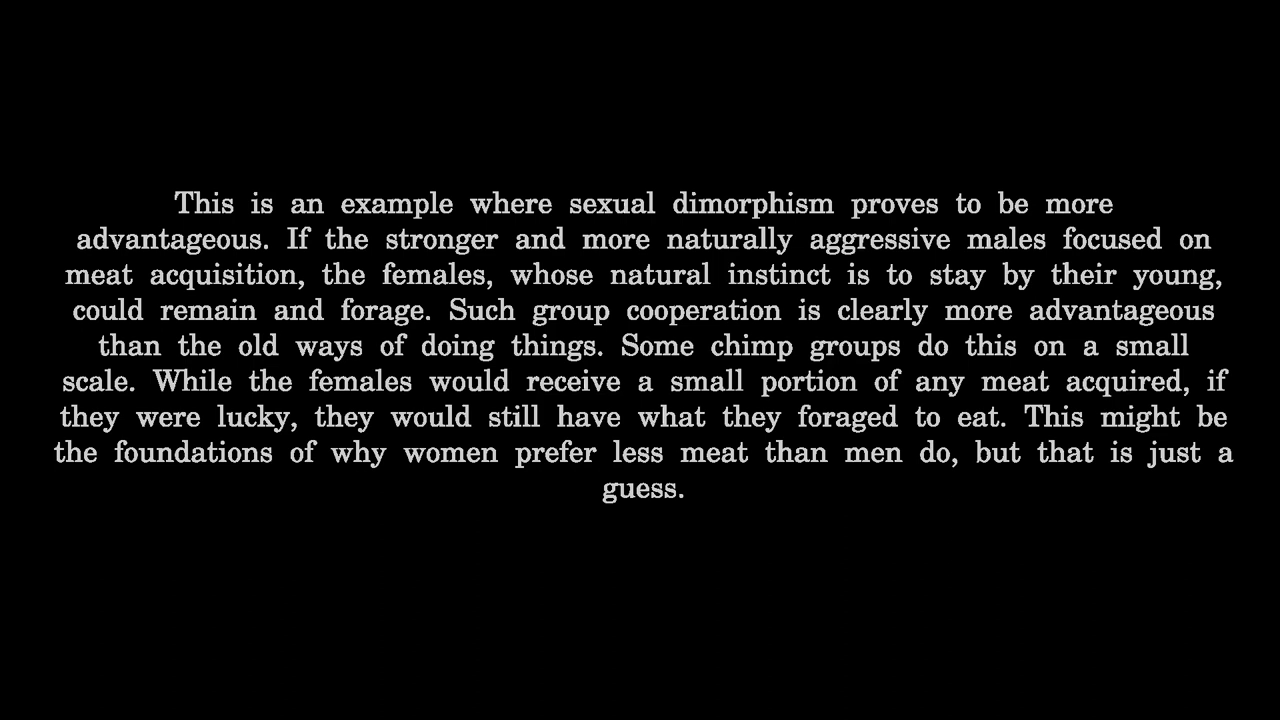 This is an example where sexual dimorphism proves to be more
advantageous. If the stronger and more naturally aggressive males focused on
meat acquisition, the females, whose natural instinct is to stay by their young,
could remain and forage. Such group cooperation is clearly more advantageous
than the old ways of doing things. Some chimp groups do this on a small
scale. While the females would receive a small portion of any meat acquired, if
they were lucky, they would still have what they foraged to eat. This might be
the foundations of why women prefer less meat than men do, but that is just a
guess.